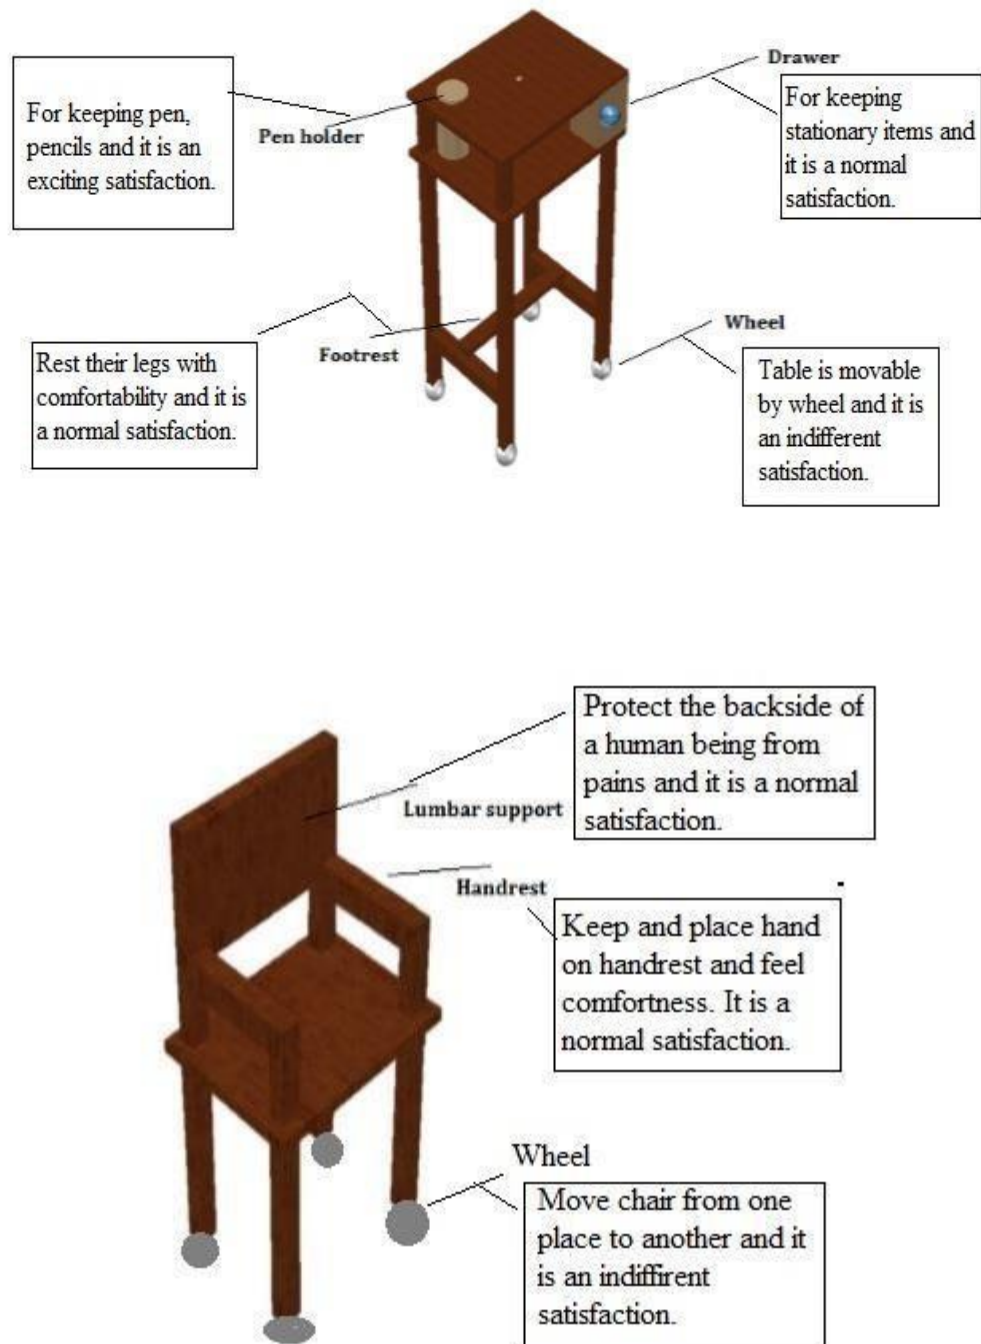 Drawer
For keeping
stationary items and
it is a normal
satisfaction.
For keeping pen,
pencils and it is an
exciting satisfaction.
Pen holder
Wheel
Table is movable
by wheel and it is
an indifferent
satisfaction.
Footrest
Rest their legs with
comfortability and it is
a normal satisfaction.
Protect the backside of
a human being from
pains and it is a normal
satisfaction.
Lumbar support
Handrest
Keep and place hand
on handrest and feel
comfortness. It is a
normal satisfaction.
Wheel
Move chair from one
place to another and it
is an indiffirent
satisfaction.